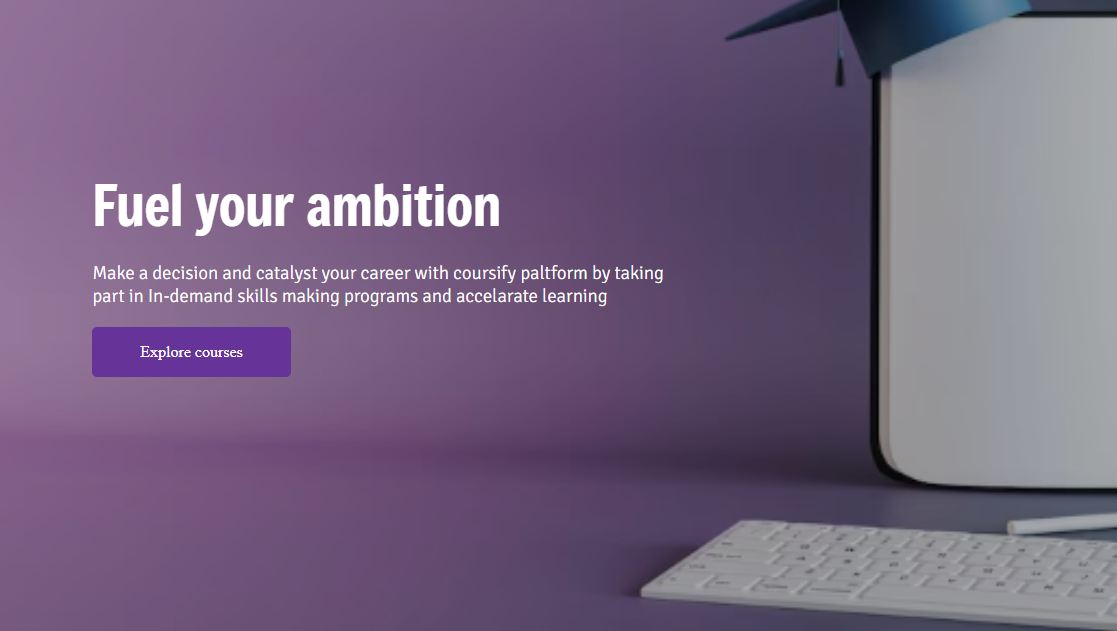 Fuel your ambition
Make a decision and catalyst your career with coursify paltform by taking
part in In-demand skills making programs and accelarate learning
Explore courses